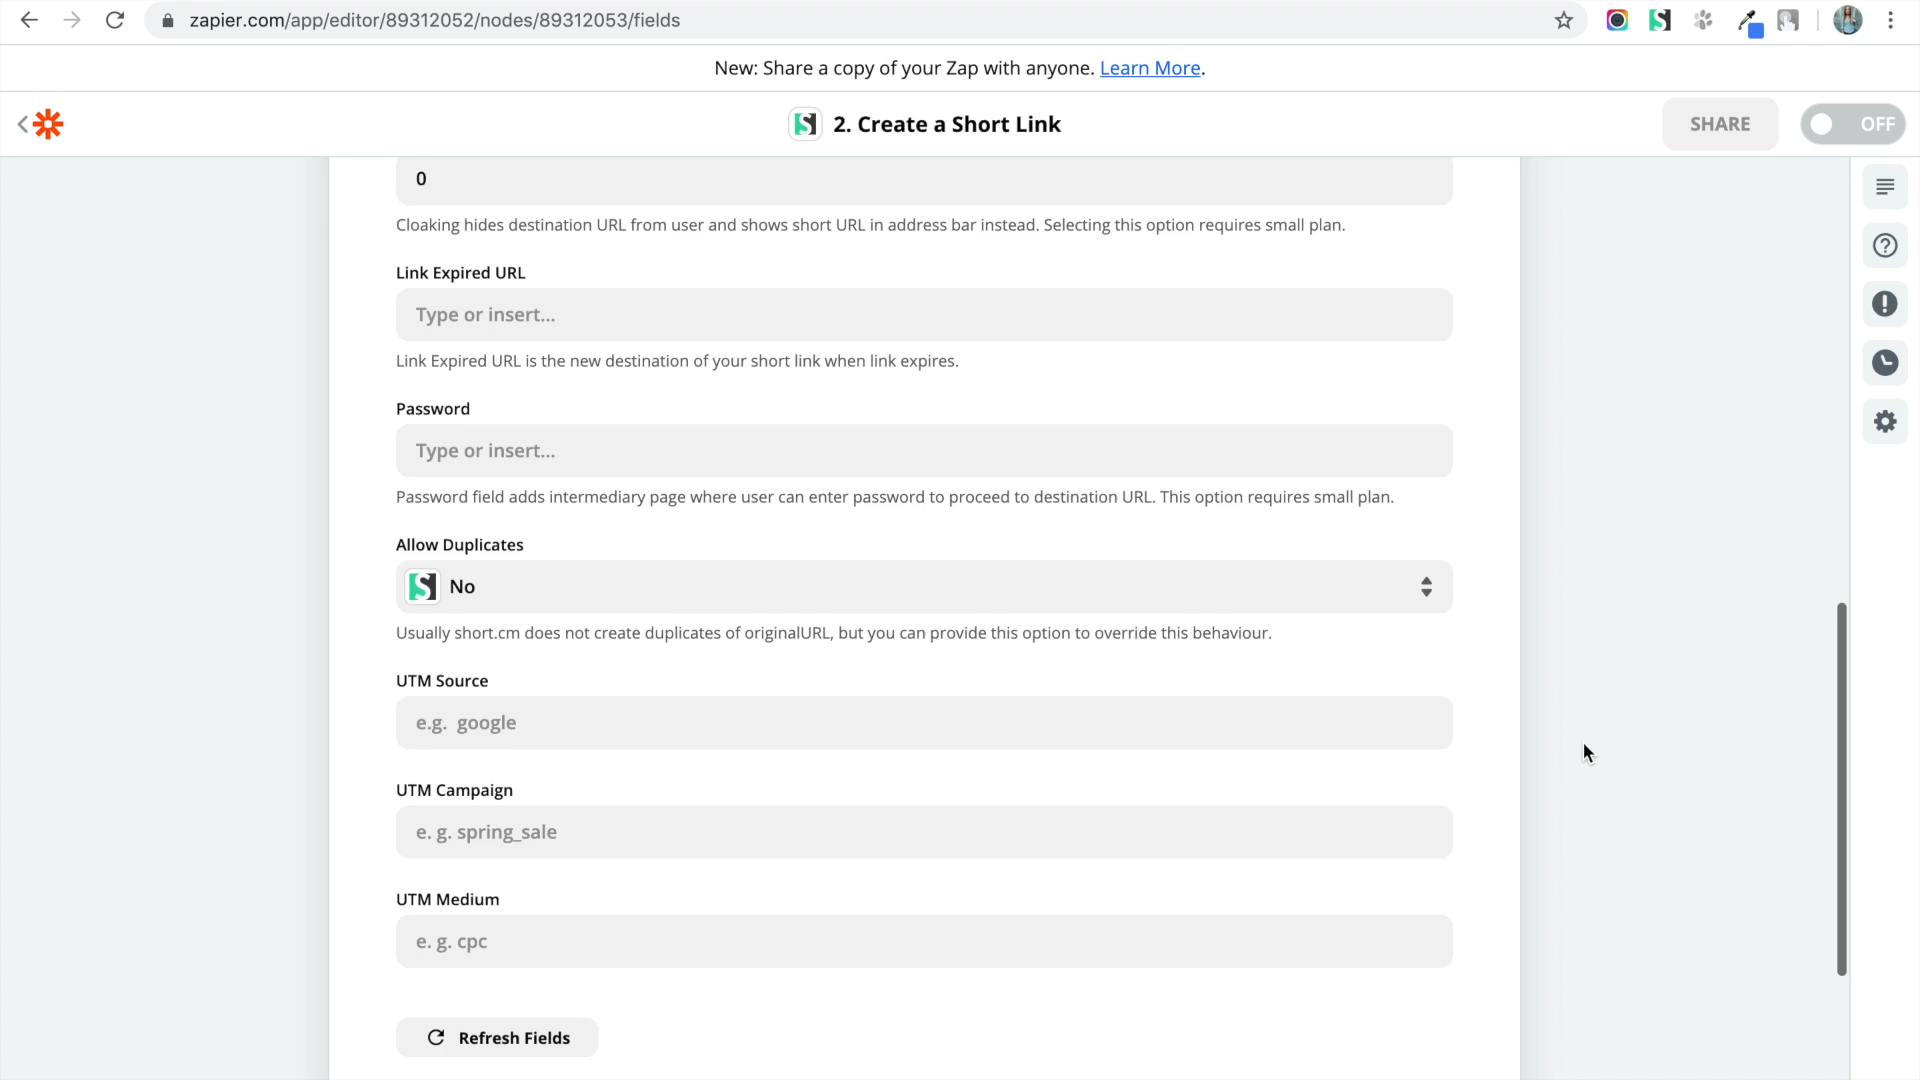 zapier.com/app/editor/89312052/nodes/89312053/fields
New: Share a copy of your Zap with anyone. Learn More.
2. Create a Short Link
SHARE
OFF
0
Cloaking hides destination URL from user and shows short URL in address bar instead. Selecting this option requires small plan.
Link Expired URL
Type or insert...
Link Expired URL is the new destination of your short link when link expires.
Password
Type or insert...
Password field adds intermediary page where user can enter password to proceed to destination URL. This option requires small plan.
Allow Duplicates
No
Usually short.cm does not create duplicates of originalURL, but you can provide this option to override this behaviour.
UTM Source
e.g. google
UTM Campaign
e. g. spring_sale
UTM Medium
e. g. cpc
Refresh Fields